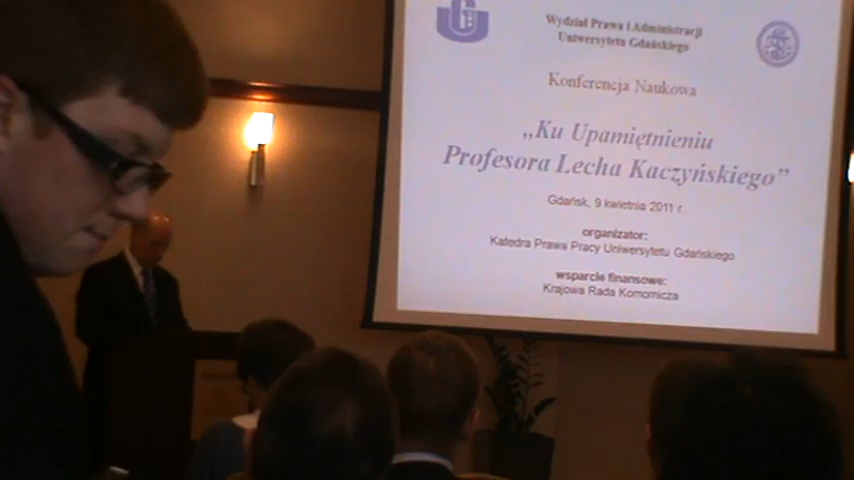 Wydział Prawa i Administracji
Uniwersytetu Gdańskiego
Konferencja Naukowa
„Ku Upamiętnieniu
Profesora Lecha Kaczyńskiego”
Gdańsk, 9 kwietnia 2011 r.
organizator:
Katedra Prawa Pracy Uniwersytetu Gdańskiego
wsparcie finansowe:
Krajowa Rada Komornicza